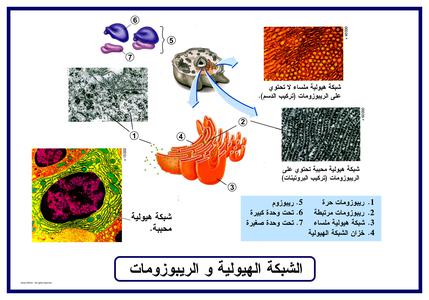 6
5
7
شبكة هيولية ملساء لا تحتوي
على الريبوزومات (تركيب الدسم).
2
4
1
شبكة هيولية محببة تحتوي على
الريبوزومات (تركيب البروتينات)
3
شبكة هيولية
محببة.
1. ريبوزومات حرة
2. ريبوزومات مرتبطة
3. شبكة هيولية ملساء
4. خزان الشبكة الهيولية
5. ريبوزوم
6. تحت وحدة كبيرة
7. تحت وحدة صغيرة
الشبكة الهيولية و الريبوزومات